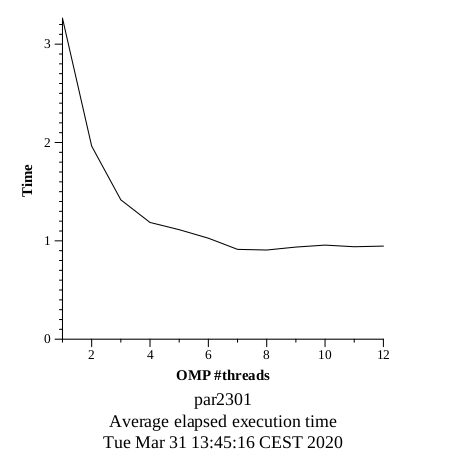 3
2
1
0
Time
2 4 6 8 10 12
OMP #threads
par2301
Average elapsed execution time
Tue Mar 31 13:45:16 CEST 2020